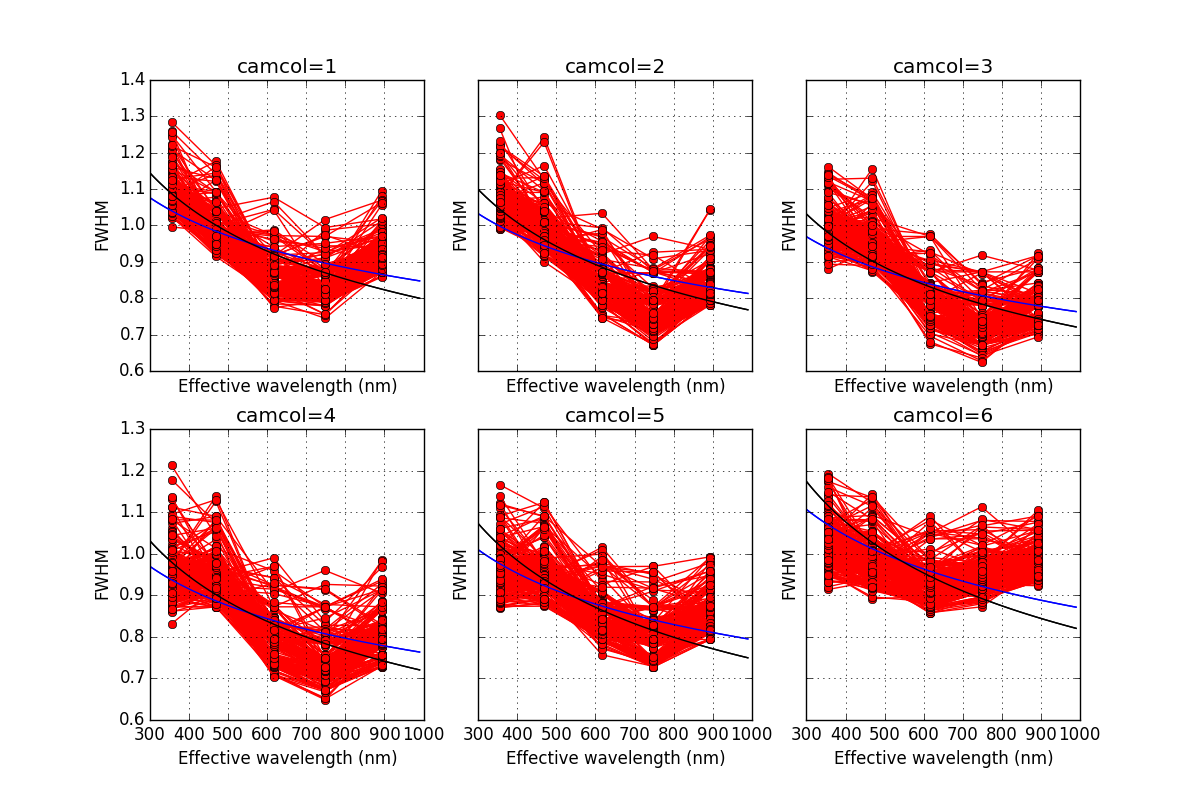 camcol=1 camcol=2 camcol=3
1.4
1.3
1.2
1.1
1.0
0.9
0.8
0.7
0.6
FWHM FWHM FWHM
Effective wavelength (nm) Effective wavelength (nm) Effective wavelength (nm)
camcol=4 camcol=5 camcol=6
1.3
1.2
1.1
1.0
0.9
0.8
0.7
0.6
FWHM FWHM FWHM
300 400 500 600 700 800 900 1000 300 400 500 600 700 800 900 1000 300 400 500 600 700 800 900 1000
Effective wavelength (nm) Effective wavelength (nm) Effective wavelength (nm)